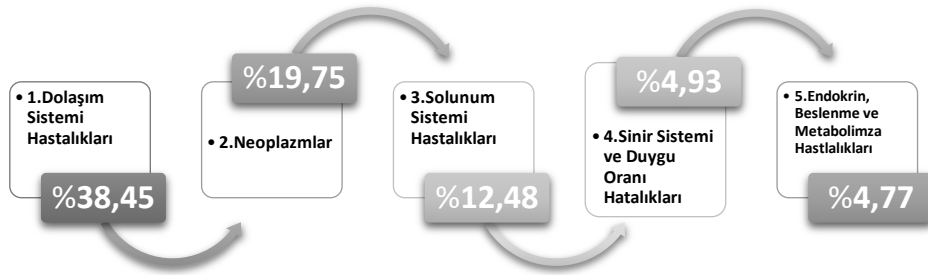 • 1.Dolaşım
Sistemi
Hastalıkları
%38,45
%19,75
• 2.Neoplazmlar
• 3.Solunum
Sistemi
Hastalıkları
%12,48
%4,93
• 4.Sinir Sistemi
ve Duygu
Oranı
Hatalıkları
• 5.Endokrin,
Beslenme ve
Metabolimza
Hastlalıkları
%4,77